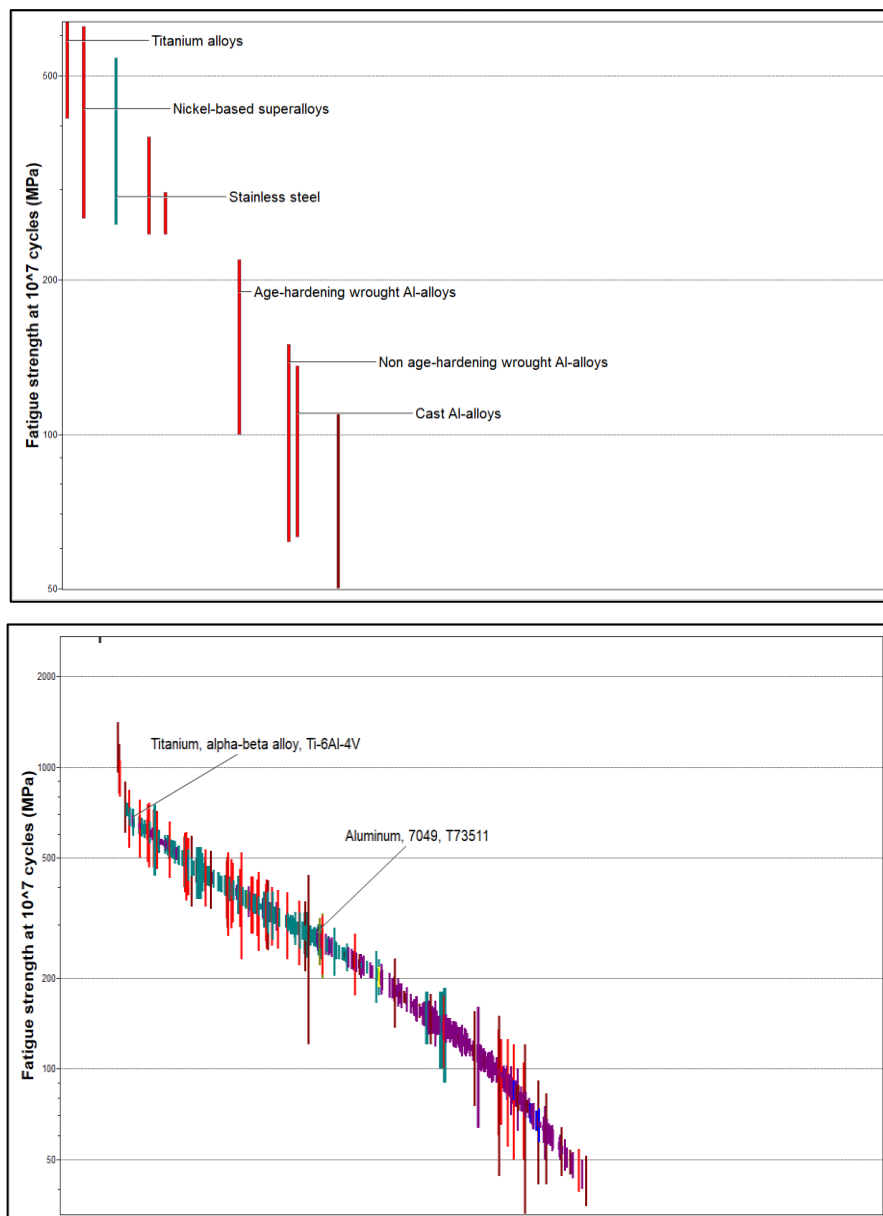 Titanium alloys
500
Nickel-based superalloys
Stainless steel
Fatigue strength at 10^7 cycles (MPa)
200
Age-hardening wrought Al-alloys
Non age-hardening wrought Al-alloys
Cast Al-alloys
100
50
2000
Titanium, alpha-beta alloy, Ti-6Al-4V
1000
Aluminum, 7049, T73511
500
Fatigue strength at 10^7 cycles (MPa)
200
100
50